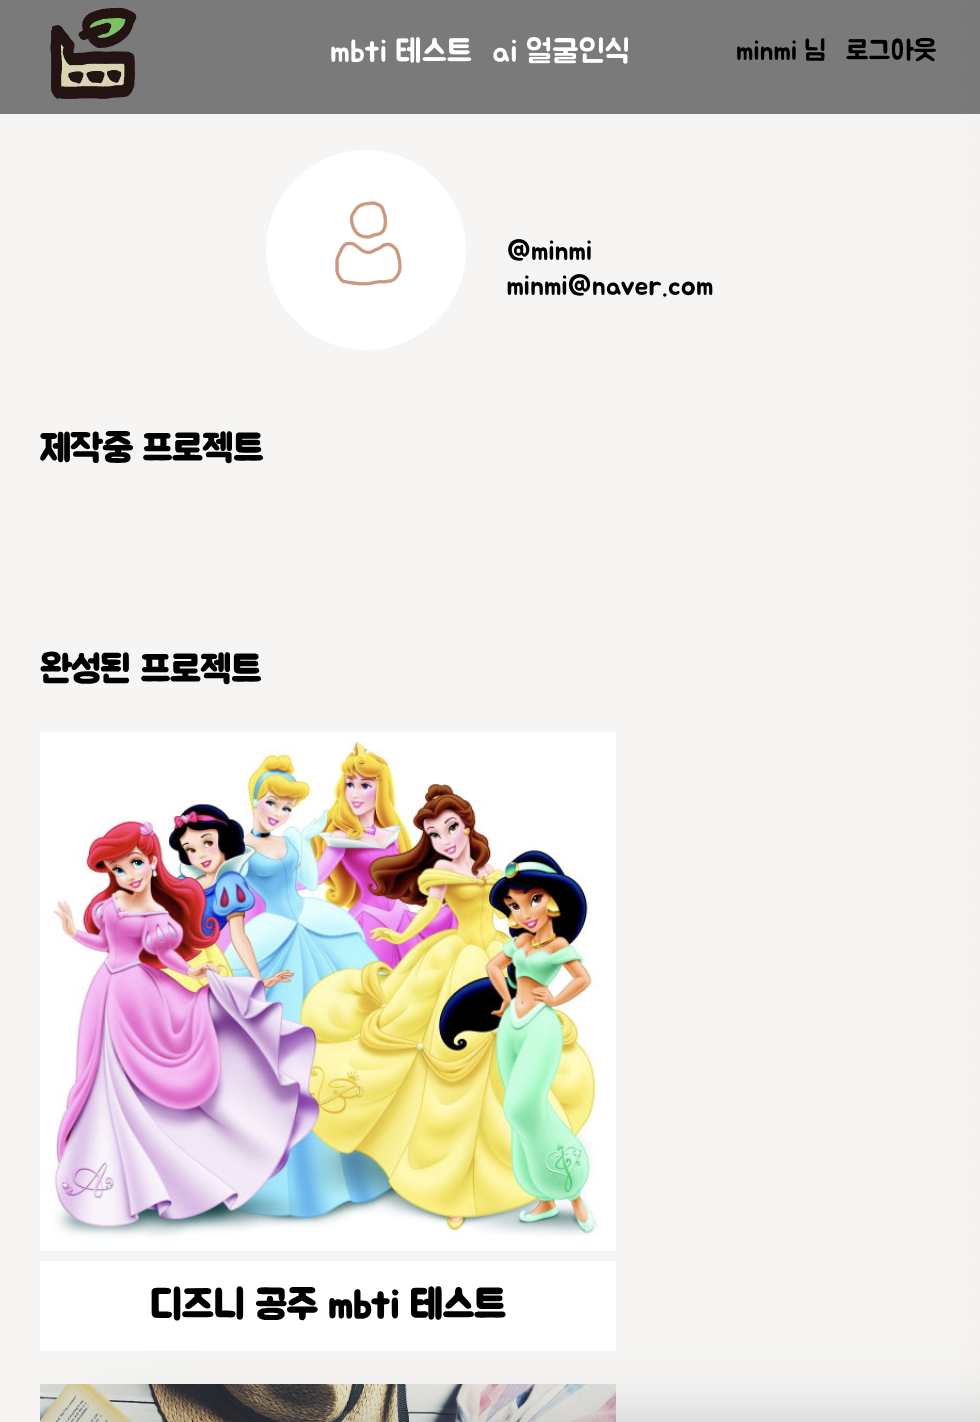 mbti 테스트 ai 얼굴인식 minmi 님 로그아웃
@minmi
minmi@naver.com
제작중 프로젝트
완성된 프로젝트
디즈니 공주 mbti 테스트